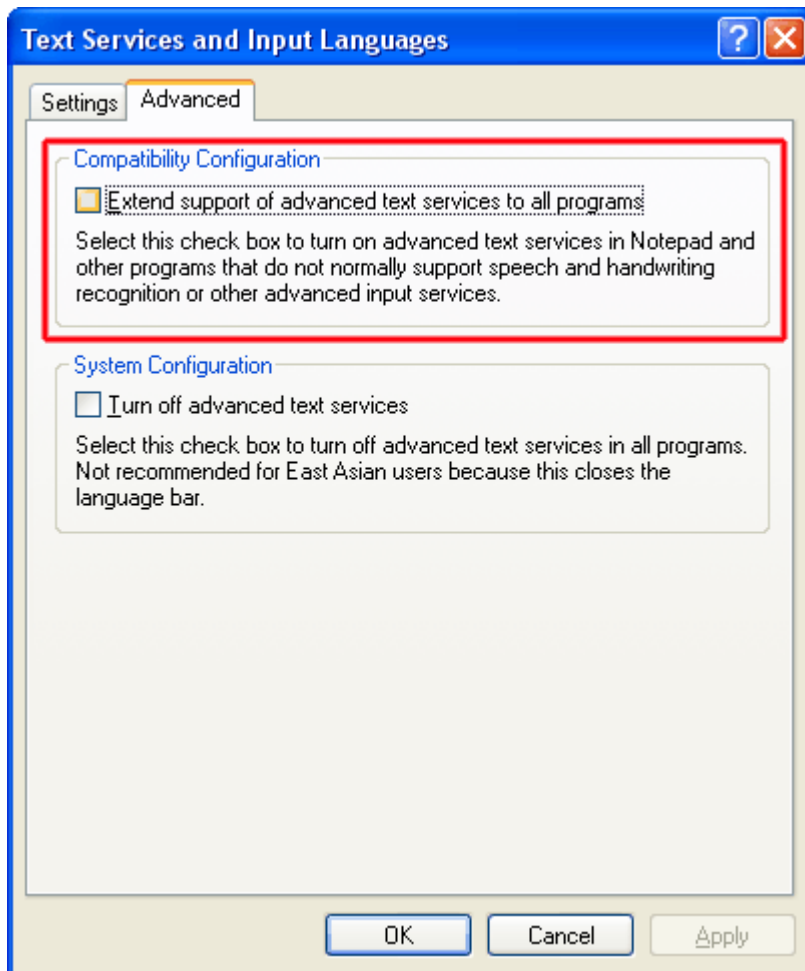 Text Services and Input Languages
Settings
Advanced
Compatibility Configuration
Extend support of advanced text services to all programs
Select this check box to turn on advanced text services in Notepad and
other programs that do not normally support speech and handwriting
recognition or other advanced input services.
System Configuration
Turn off advanced text services
Select this check box to turn off advanced text services in all programs.
Not recommended for East Asian users because this closes the
language bar.
OK
Cancel
Apply